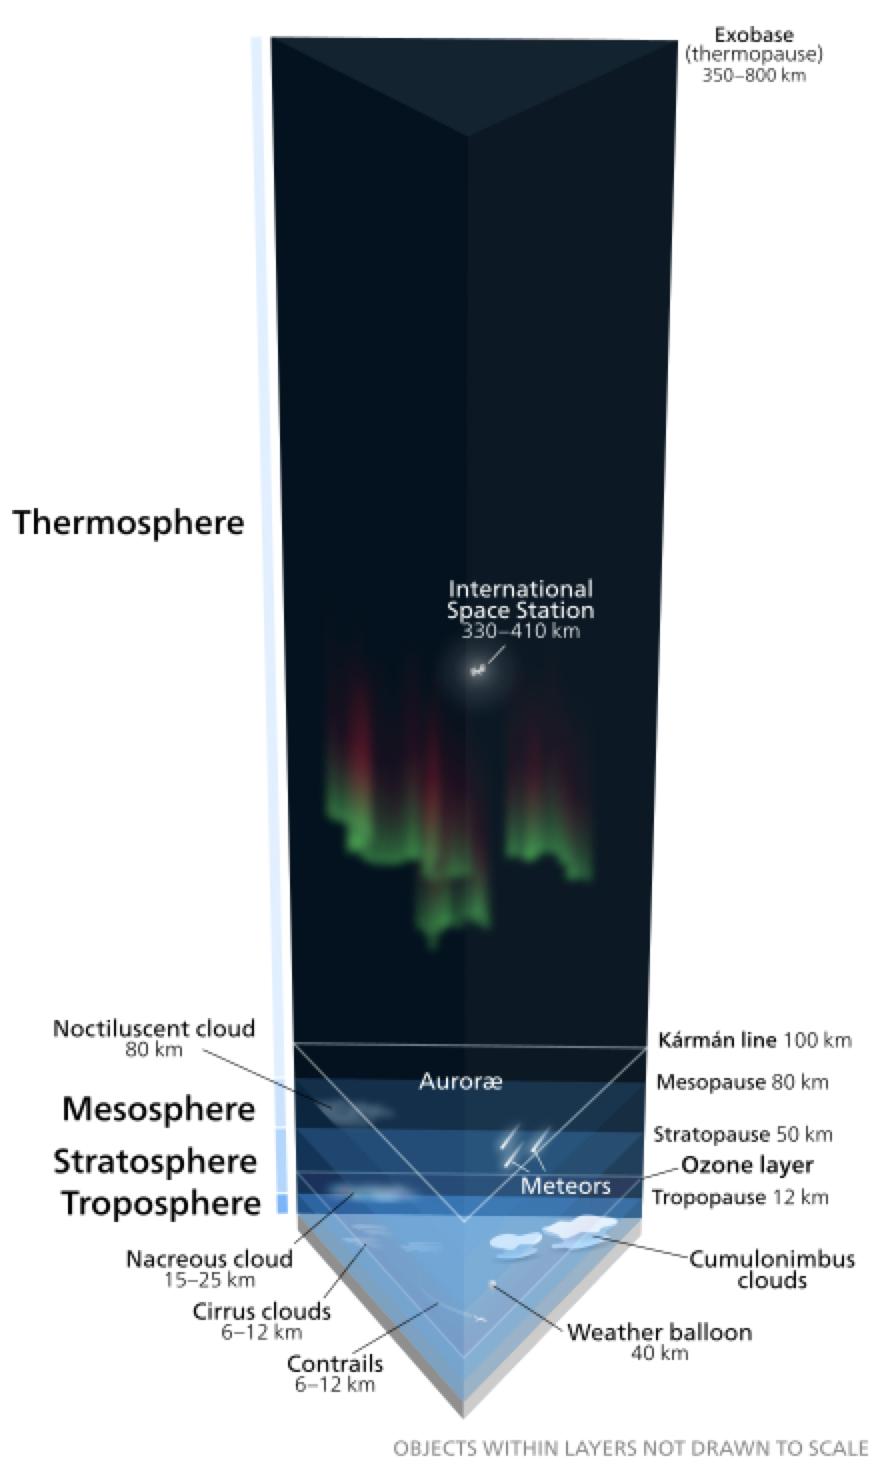 Exobase
(thermopause)
350–800 km
Thermosphere
International
Space Station
330–410 km
Noctiluscent cloud
80 km
Kármán line 100 km
Auroræ
Mesopause 80 km
Mesosphere
Stratopause 50 km
Stratosphere
Ozone layer
Meteors
Troposphere
Tropopause 12 km
Nacreous cloud
15–25 km
Cumulonimbus
clouds
Cirrus clouds
6–12 km
Weather balloon
40 km
Contrails
6–12 km
OBJECTS WITHIN LAYERS NOT DRAWN TO SCALE